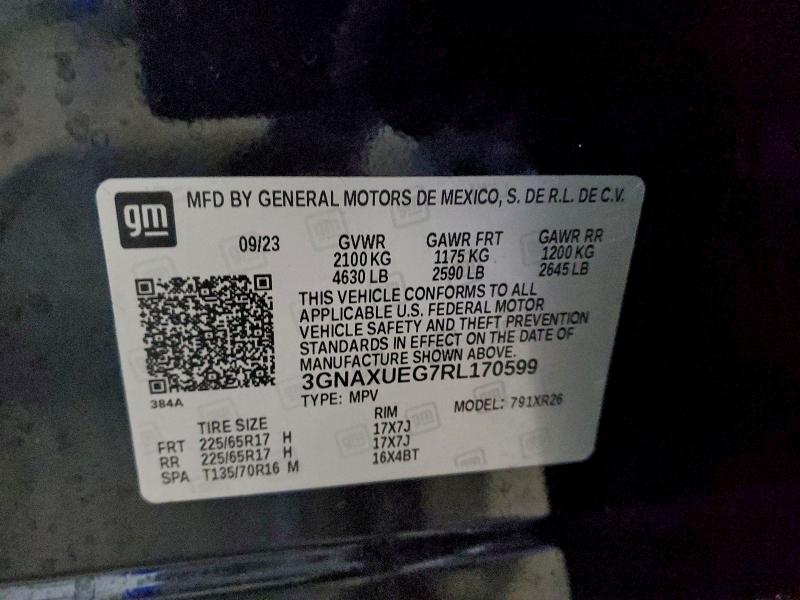 gm MFD BY GENERAL MOTORS DE MEXICO, S. DE R.L. DE C.V.
09/23 GVWR GAWR FRT GAWR RR
2100 KG 1175 KG 1200 KG
4630 LB 2590 LB 2645 LB
THIS VEHICLE CONFORMS TO ALL
APPLICABLE U.S. FEDERAL MOTOR
VEHICLE SAFETY AND THEFT PREVENTION
STANDARDS IN EFFECT ON THE DATE OF
MANUFACTURE SHOWN ABOVE.
3GNAXUEG7RL170599
384A TYPE: MPV MODEL: 791XR26
TIRE SIZE RIM
FRT 225/65R17 H 17X7J
RR 225/65R17 H 17X7J
SPA T135/70R16 M 16X4BT